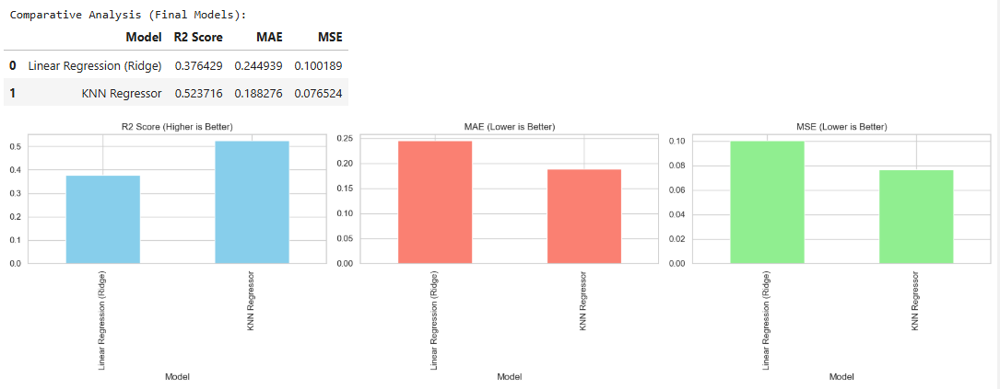 Comparative Analysis (Final Models):
Model R2 Score MAE MSE
0 Linear Regression (Ridge) 0.376429 0.244939 0.100189
1 KNN Regressor 0.523716 0.188276 0.076524
R2 Score (Higher is Better)
0.5
0.4
0.3
0.2
0.1
0.0
Linear Regression (Ridge)
KNN Regressor
Model
MAE (Lower is Better)
0.25
0.20
0.15
0.10
0.05
0.00
Linear Regression (Ridge)
KNN Regressor
Model
MSE (Lower is Better)
0.10
0.08
0.06
0.04
0.02
0.00
Linear Regression (Ridge)
KNN Regressor
Model